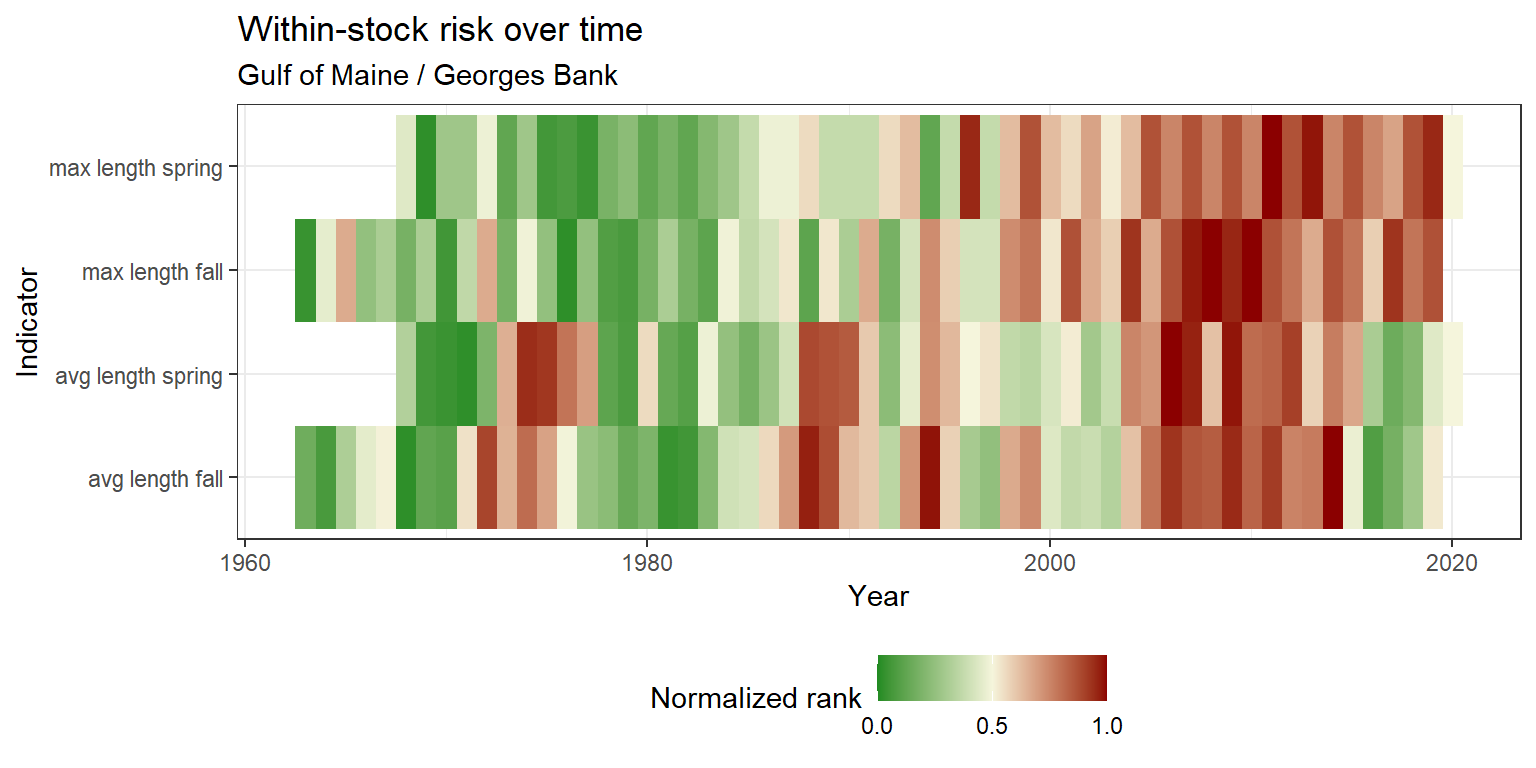 Within-stock risk over time
Gulf of Maine / Georges Bank
Indicator
max length spring
max length fall
avg length spring
avg length fall
1960 1980 2000 2020
Year
Normalized rank
0.0 0.5 1.0